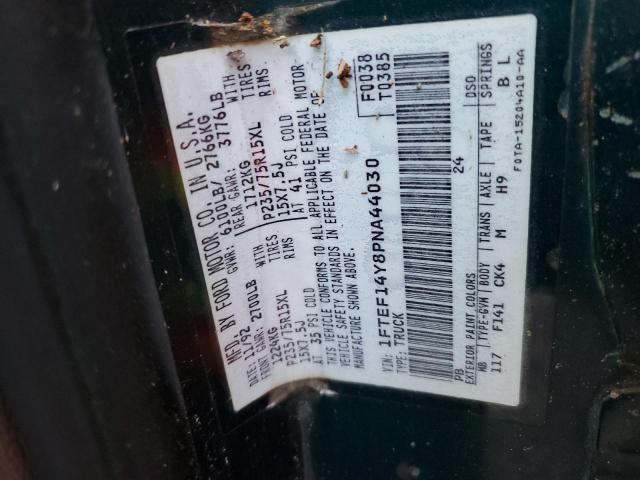 MFD. BY FORD MOTOR CO. IN U.S.A.
DATE: 11/92 GVWR: 6100LB/ 2766KG
FRONT GAWR: 2700LB REAR GAWR: 3776LB
1224KG WITH 1712KG WITH
P235/75R15XL TIRES P235/75R15XL TIRES
15X7.5J RIMS 15X7.5J RIMS
AT 35 PSI COLD AT 41 PSI COLD
THIS VEHICLE CONFORMS TO ALL APPLICABLE FEDERAL MOTOR
VEHICLE SAFETY STANDARDS IN EFFECT ON THE DATE OF
MANUFACTURE SHOWN ABOVE.
F0038
VIN: 1FTEF14Y8PNA44030 T0385
TYPE: TRUCK
PB 24
EXTERIOR PAINT COLORS DSO
WB TYPE-GVM BODY TRANS AXLE TAPE SPRINGS
117 F141 CK4 M H9 B L
F0TA-15204A10-AA